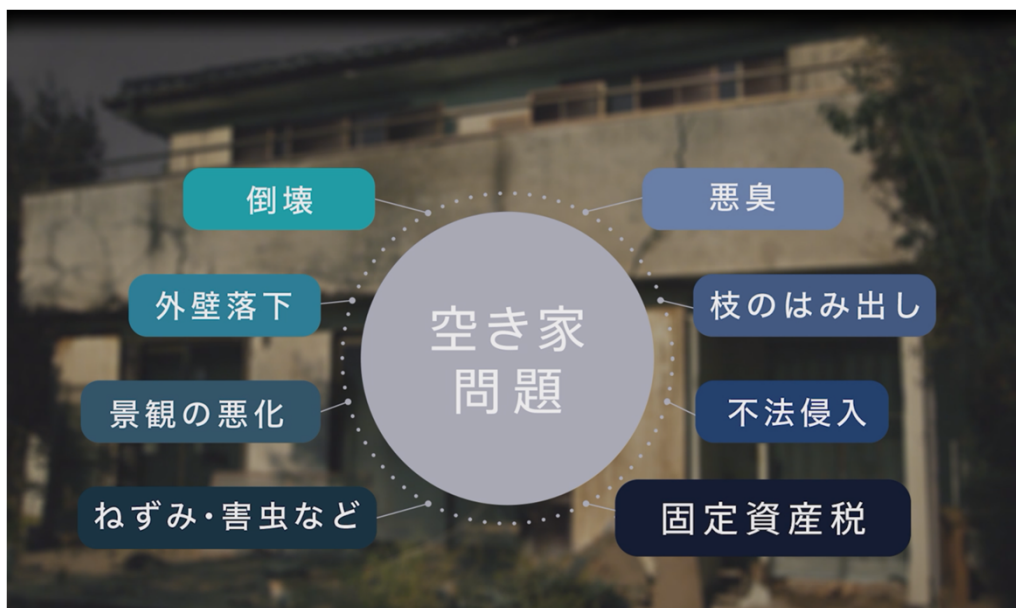 倒壊
外壁落下
景観の悪化
ねずみ・害虫など
空き家
問題
悪臭
枝のはみ出し
不法侵入
固定資産税